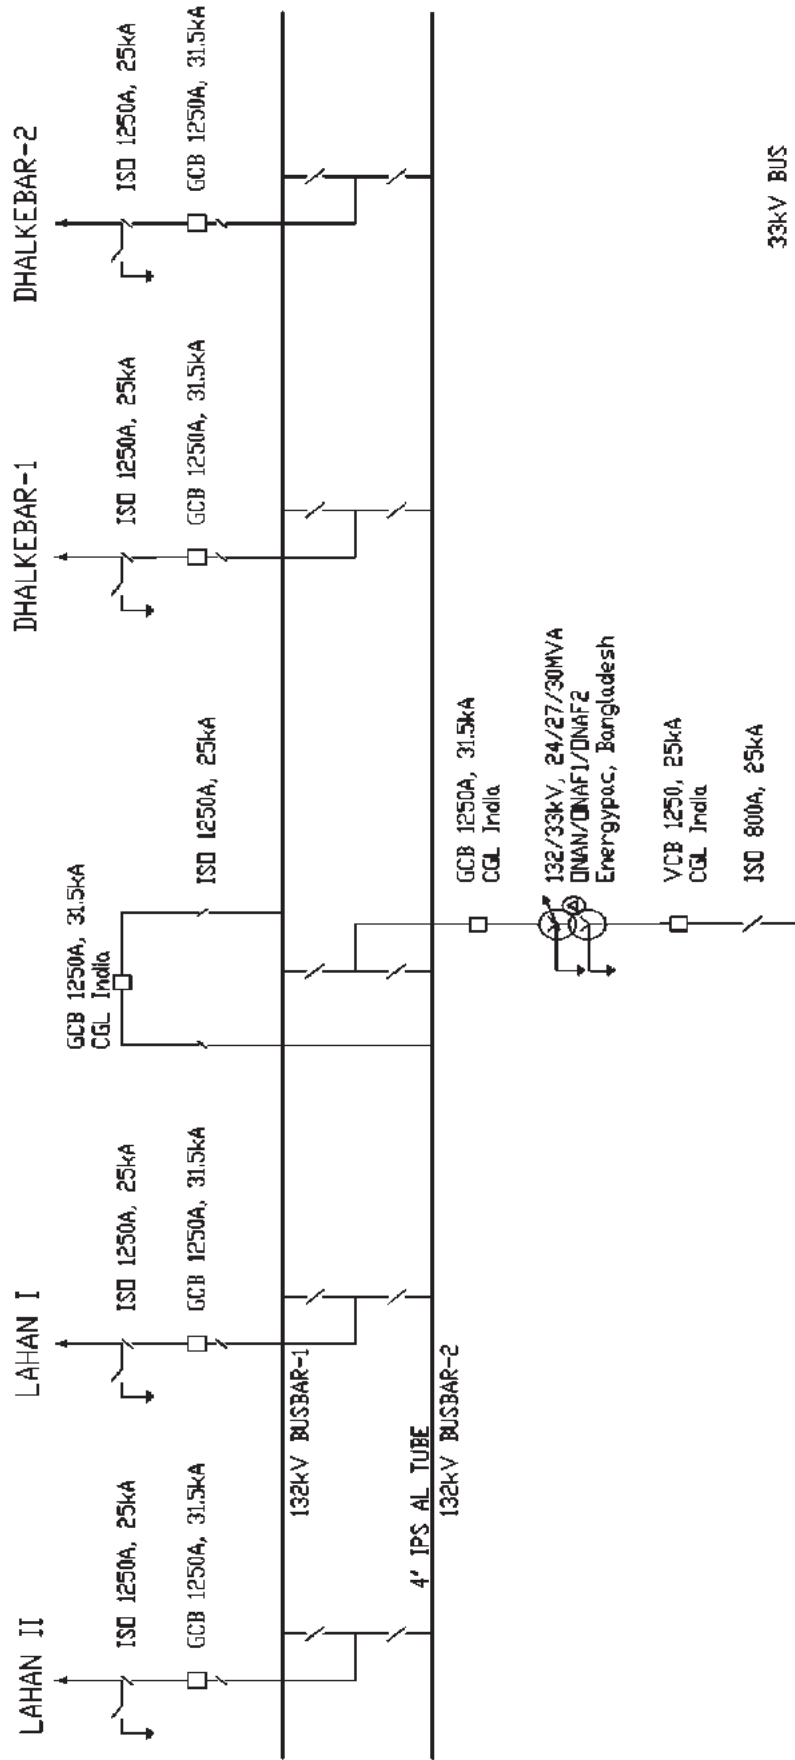 LAHAN II
ISO 1250A, 25kA
GCB 1250A, 31.5kA
LAHAN I
ISO 1250A, 25kA
GCB 1250A, 31.5kA
GCB 1250A, 31.5kA
CGL India
ISO 1250A, 25kA
DHALKEBAR-1
ISO 1250A, 25kA
GCB 1250A, 31.5kA
DHALKEBAR-2
ISO 1250A, 25kA
GCB 1250A, 31.5kA
132kV BUSBAR-1
4" IPS AL TUBE
132kV BUSBAR-2
GCB 1250A, 31.5kA
CGL India
132/33kV, 24/27/30MVA
ONAN/ONAF1/ONAF2
Energypac, Bangladesh
VCB 1250, 25kA
CGL India
ISO 800A, 25kA
33kV BUS